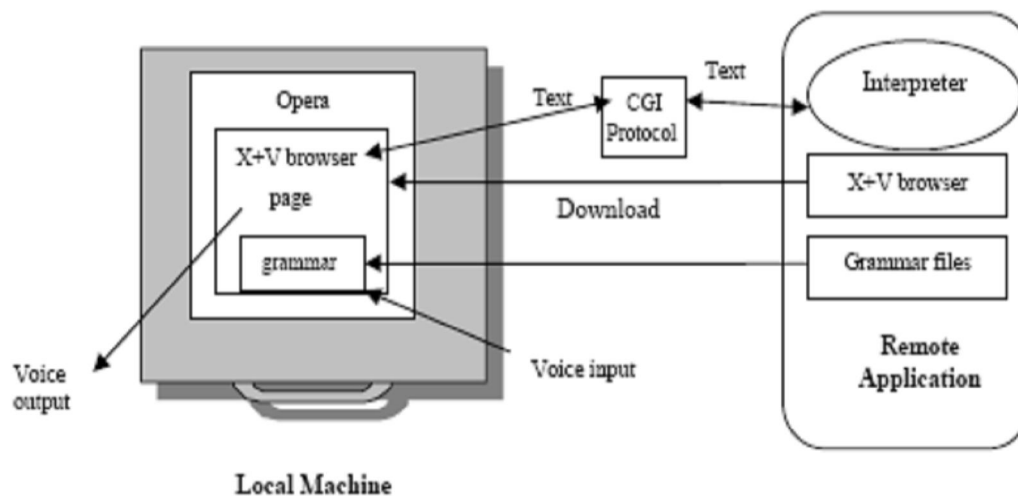 Opera
X+V browser
page
grammar
Voice
output
Local Machine
Text
CGI
Protocol
Text
Download
Voice input
Interpreter
X+V browser
Grammar files
Remote
Application